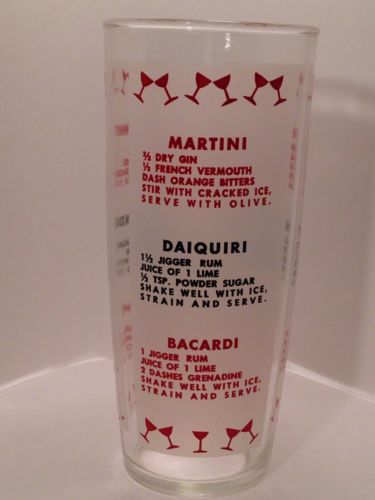 MARTINI
⅔ DRY GIN
⅓ FRENCH VERMOUTH
DASH ORANGE BITTERS
STIR WITH CRACKED ICE,
SERVE WITH OLIVE.
DAIQUIRI
1½ JIGGER RUM
JUICE OF 1 LIME
½ TSP. POWDER SUGAR
SHAKE WELL WITH ICE,
STRAIN AND SERVE.
BACARDI
1 JIGGER RUM
JUICE OF 1 LIME
2 DASHES GRENADINE
SHAKE WELL WITH ICE,
STRAIN AND SERVE.